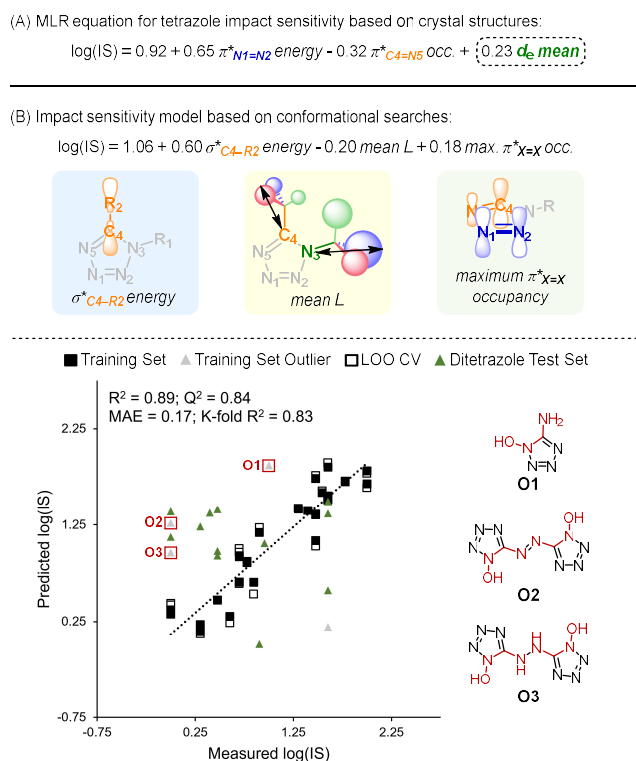 (A) MLR equation for tetrazole impact sensitivity based on crystal structures:
log(IS) = 0.92 + 0.65 π*N1=N2 energy - 0.32 π*C4=N5 occ. + 0.23 de mean
(B) Impact sensitivity model based on conformational searches:
log(IS) = 1.06 + 0.60 σ*C4–R2 energy - 0.20 mean L + 0.18 max. π*X=X occ.
R2
C4
N5 N3 R1
N1=N2
σ*C4–R2 energy
C4
N5 N3
N1=N2
mean L
N C4 N–R
N1=N2
maximum π*X=X
occupancy
Training Set Training Set Outlier LOO CV Ditetrazole Test Set
R² = 0.89; Q² = 0.84
MAE = 0.17; K-fold R² = 0.83
2.25
1.25
0.25
-0.75
Predicted log(IS)
O1
O2
O3
-0.75 0.25 1.25 2.25
Measured log(IS)
NH2
HO N N
N=N
O1
N=N OH
N N N N N
N N N N
OH
O2
N=N H OH
N N N N N
N N N N
HO H
O3